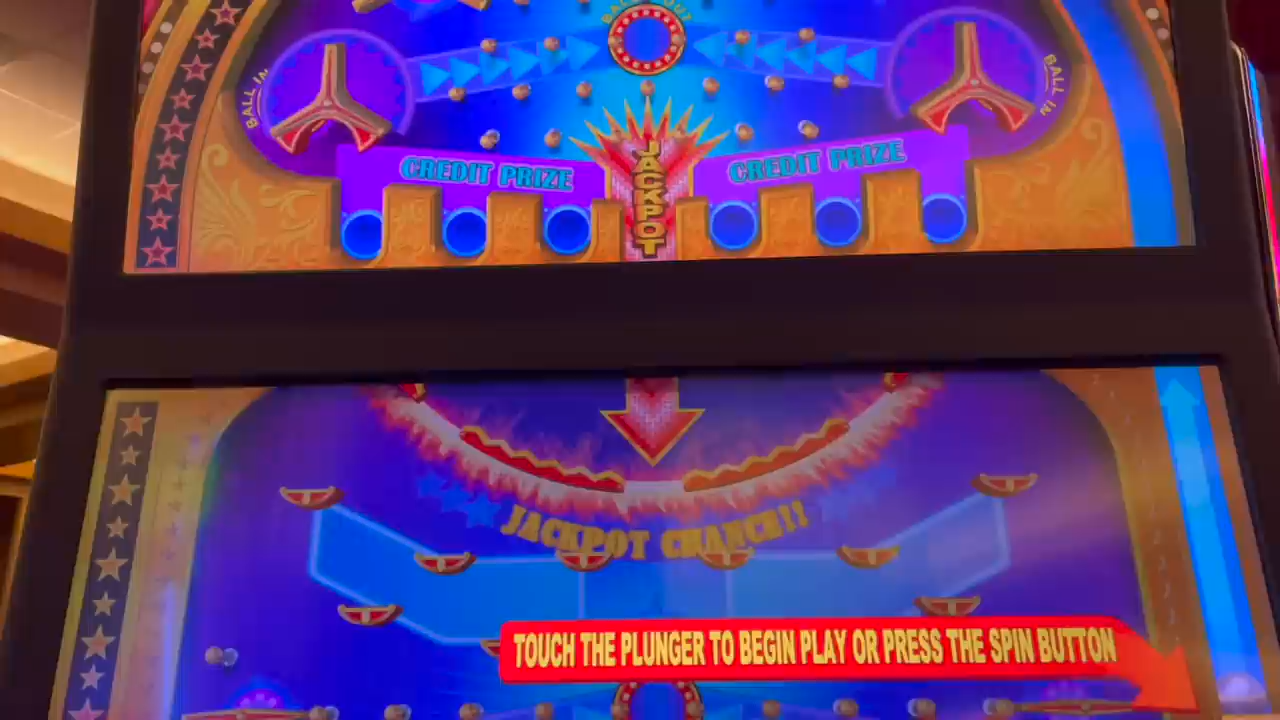 BALL OUT
BALL IN
BALL IN
CREDIT PRIZE
JACKPOT
CREDIT PRIZE
JACKPOT CHANCE!!
TOUCH THE PLUNGER TO BEGIN PLAY OR PRESS THE SPIN BUTTON